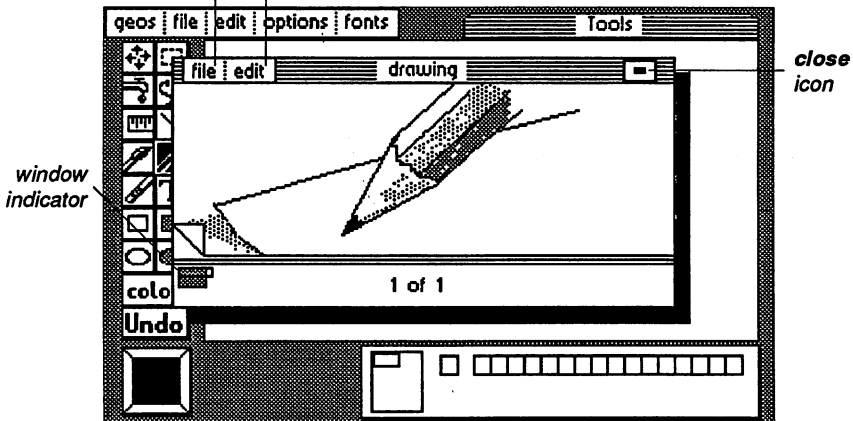 geos file edit options fonts
Tools
file edit
drawing
close
icon
window
indicator
1 of 1
colo
Undo